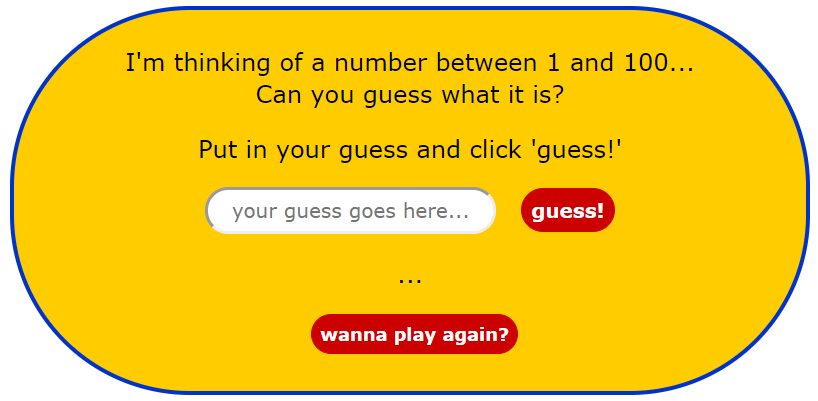 I'm thinking of a number between 1 and 100...
Can you guess what it is?
Put in your guess and click 'guess!'
your guess goes here... guess!
...
wanna play again?